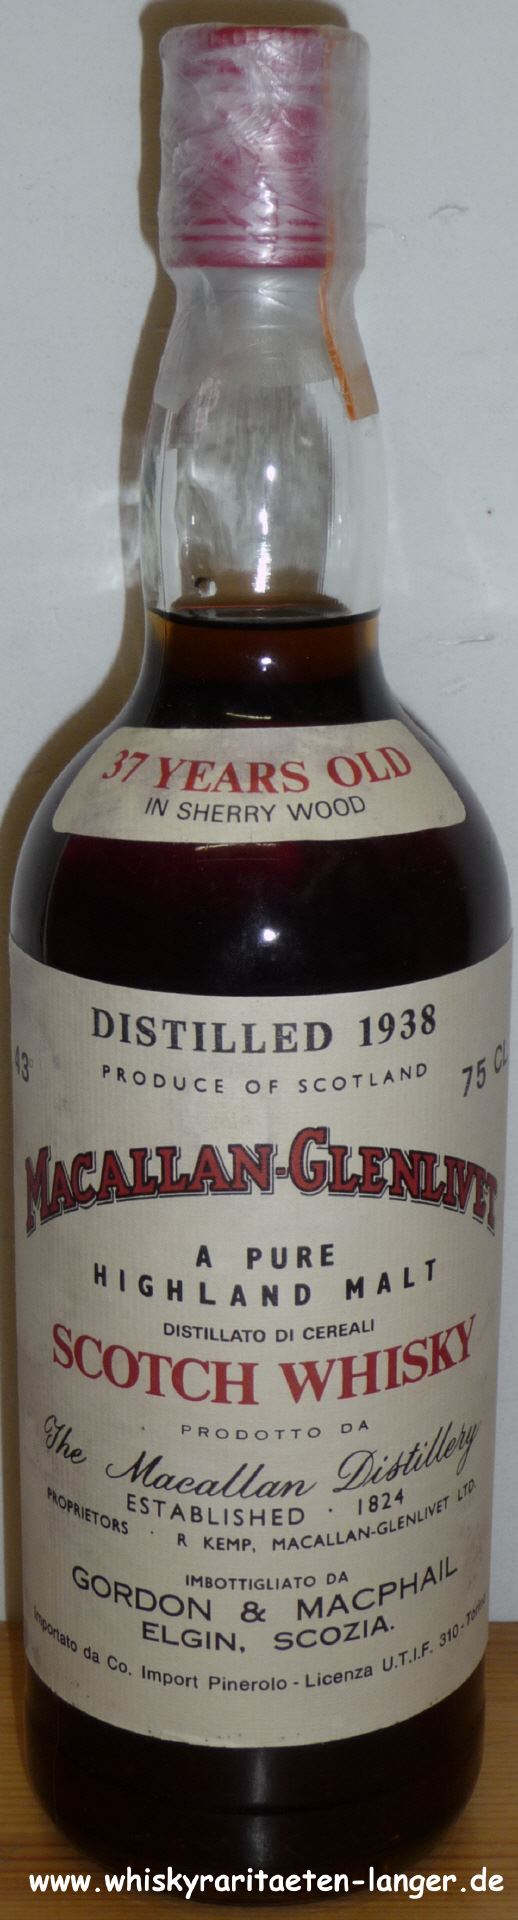 37 YEARS OLD
IN SHERRY WOOD
DISTILLED 1938
43° PRODUCE OF SCOTLAND 75 CL
MACALLAN-GLENLIVET
A PURE
HIGHLAND MALT
DISTILLATO DI CEREALI
SCOTCH WHISKY
PRODOTTO DA
The Macallan Distillery
ESTABLISHED · 1824
PROPRIETORS · R KEMP, MACALLAN-GLENLIVET LTD.
IMBOTTIGLIATO DA
GORDON & MACPHAIL
ELGIN, SCOZIA.
Importato da Co. Import Pinerolo - Licenza U.T.I.F. 310 - Torino
www.whiskyraritaeten-langer.de